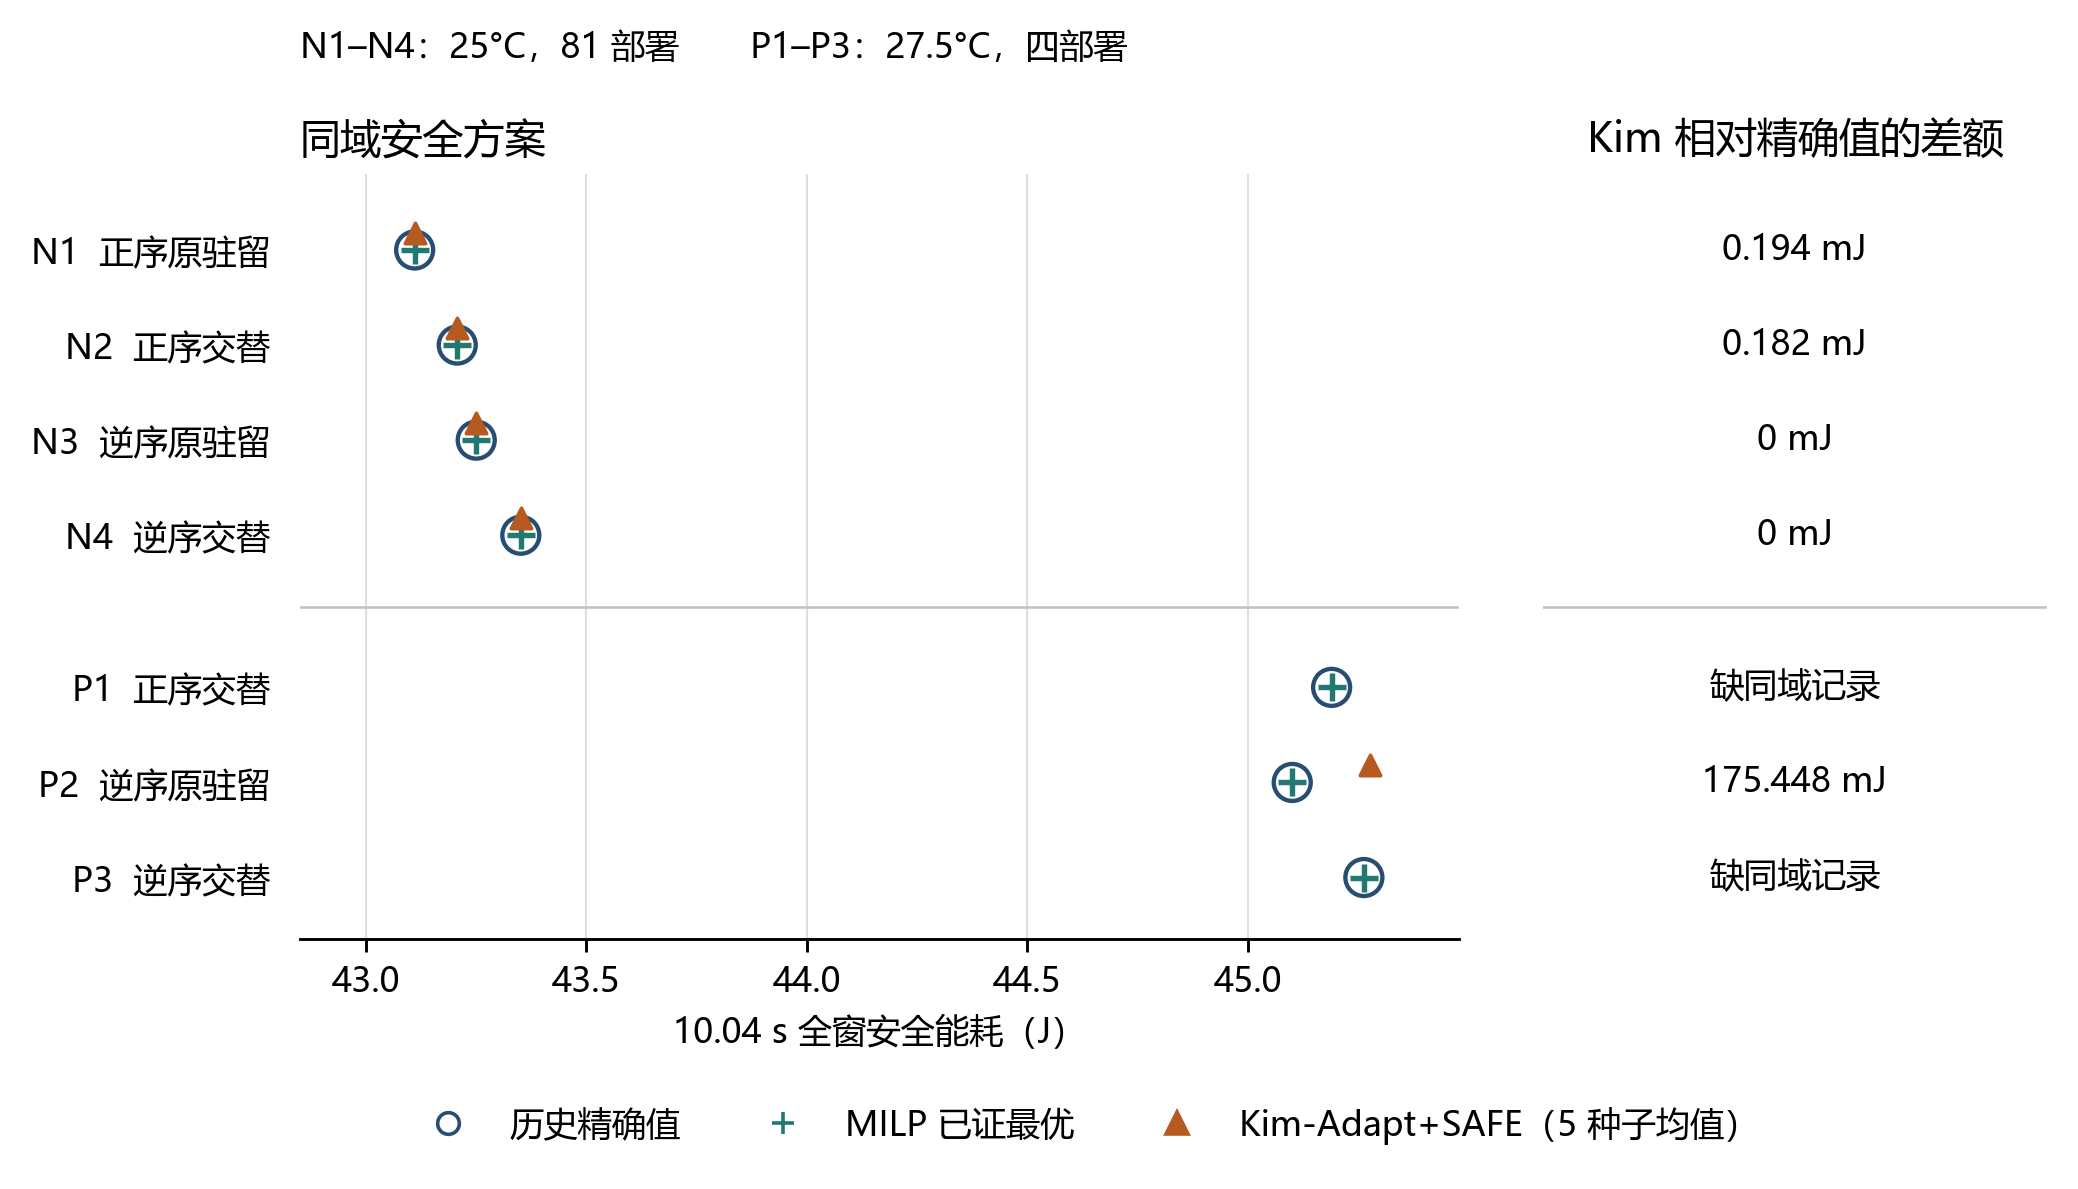 N1–N4：25°C，81 部署 P1–P3：27.5°C，四部署
同域安全方案
Kim 相对精确值的差额
N1 正序原驻留 0.194 mJ
N2 正序交替 0.182 mJ
N3 逆序原驻留 0 mJ
N4 逆序交替 0 mJ
P1 正序交替 缺同域记录
P2 逆序原驻留 175.448 mJ
P3 逆序交替 缺同域记录
43.0 43.5 44.0 44.5 45.0
10.04 s 全窗安全能耗（J）
历史精确值 MILP 已证最优 Kim-Adapt+SAFE（5 种子均值）